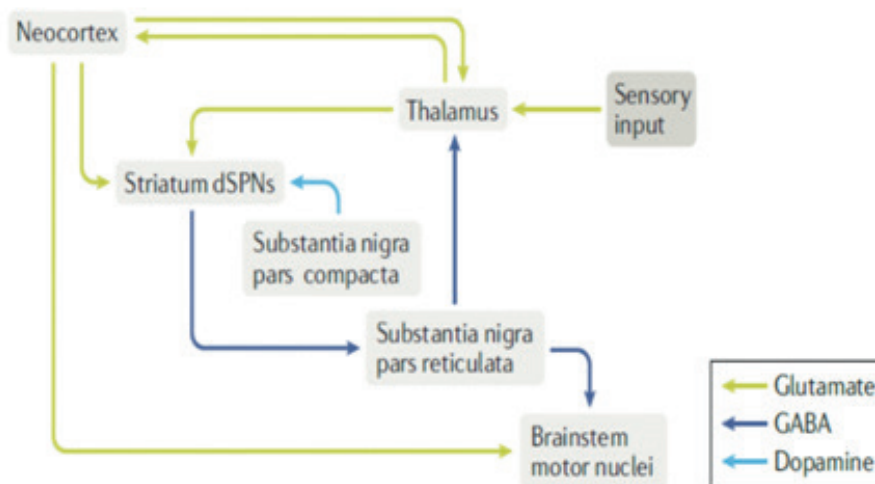 Neocortex
Thalamus
Sensory
input
Striatum dSPNs
Substantia nigra
pars compacta
Substantia nigra
pars reticulata
Brainstem
motor nuclei
Glutamate
GABA
Dopamine